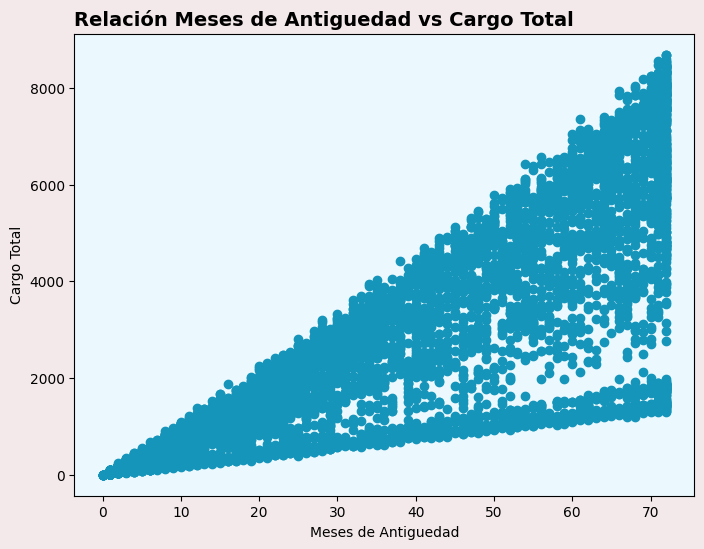 Relación Meses de Antiguedad vs Cargo Total
8000
6000
4000
2000
0
Cargo Total
0 10 20 30 40 50 60 70
Meses de Antiguedad